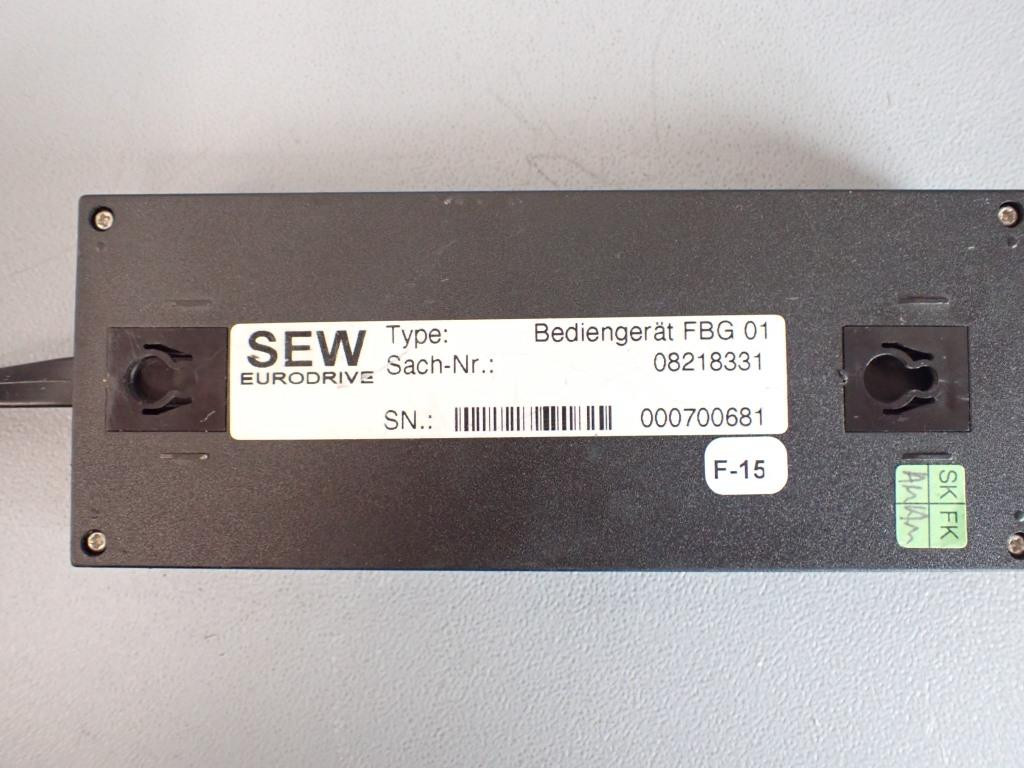 SEW
EURODRIVE
Type: Bediengerät FBG 01
Sach-Nr.: 08218331
SN.: 000700681
F-15
SK FK